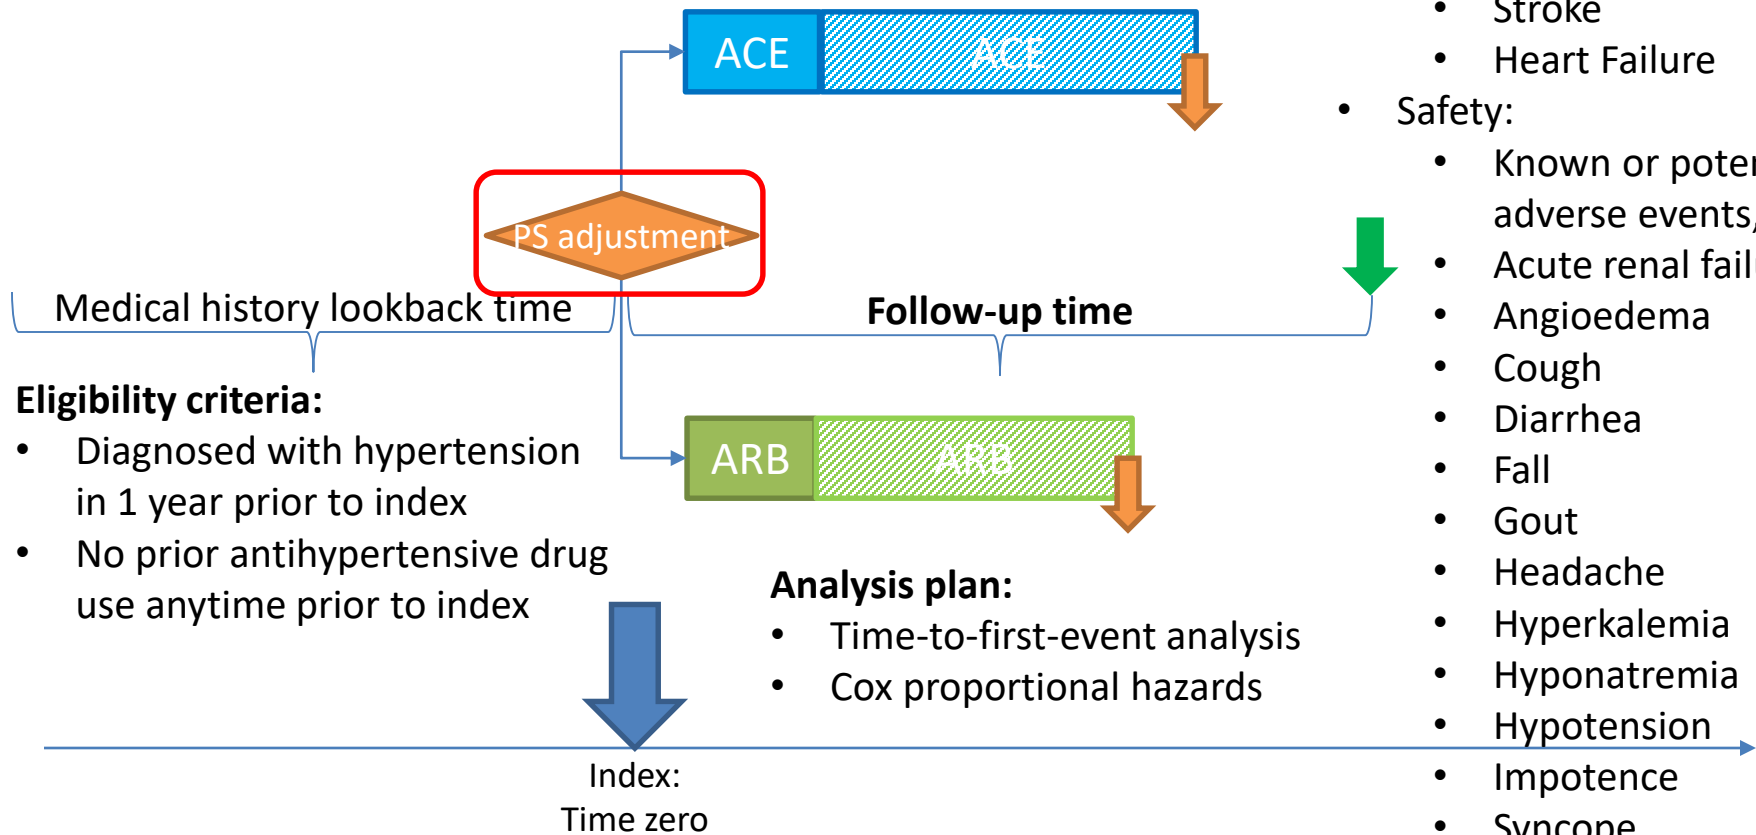 ACE
ACE
PS adjustment
Medical history lookback time
Follow-up time
Eligibility criteria:
• Diagnosed with hypertension
in 1 year prior to index
• No prior antihypertensive drug
use anytime prior to index
ARB
ARB
Analysis plan:
• Time-to-first-event analysis
• Cox proportional hazards
Index:
Time zero
• Stroke
• Heart Failure
• Safety:
• Known or poten
adverse events,
• Acute renal failu
• Angioedema
• Cough
• Diarrhea
• Fall
• Gout
• Headache
• Hyperkalemia
• Hyponatremia
• Hypotension
• Impotence
• Syncope